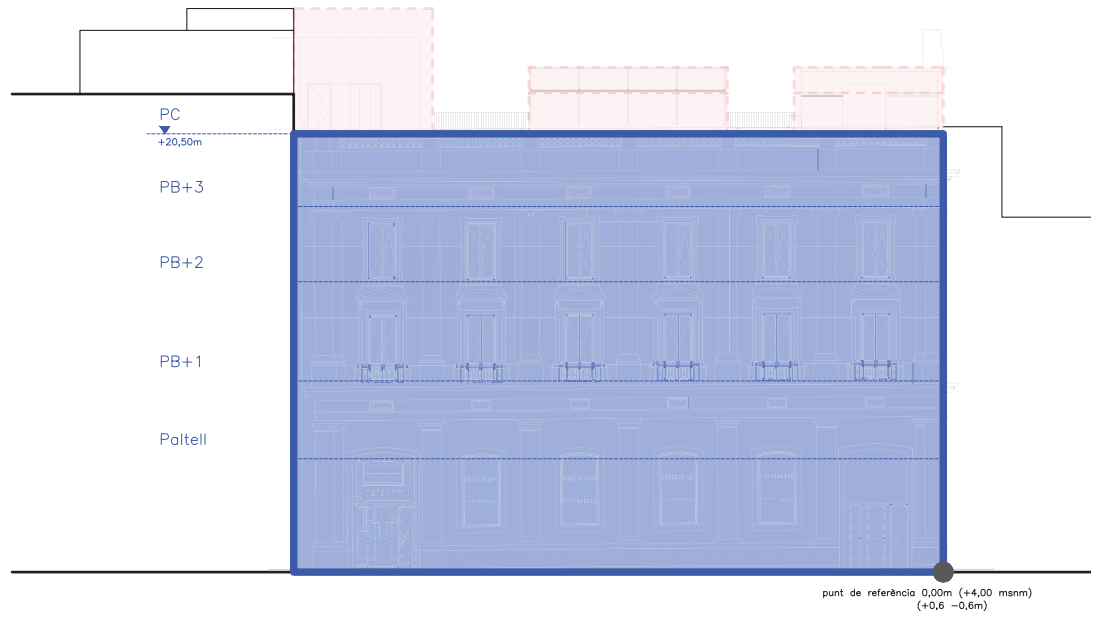 PC
+20,50m
PB+3
PB+2
PB+1
Paltell
punt de referència 0,00m (+4,00 msnm)
(+0,6 -0,6m)